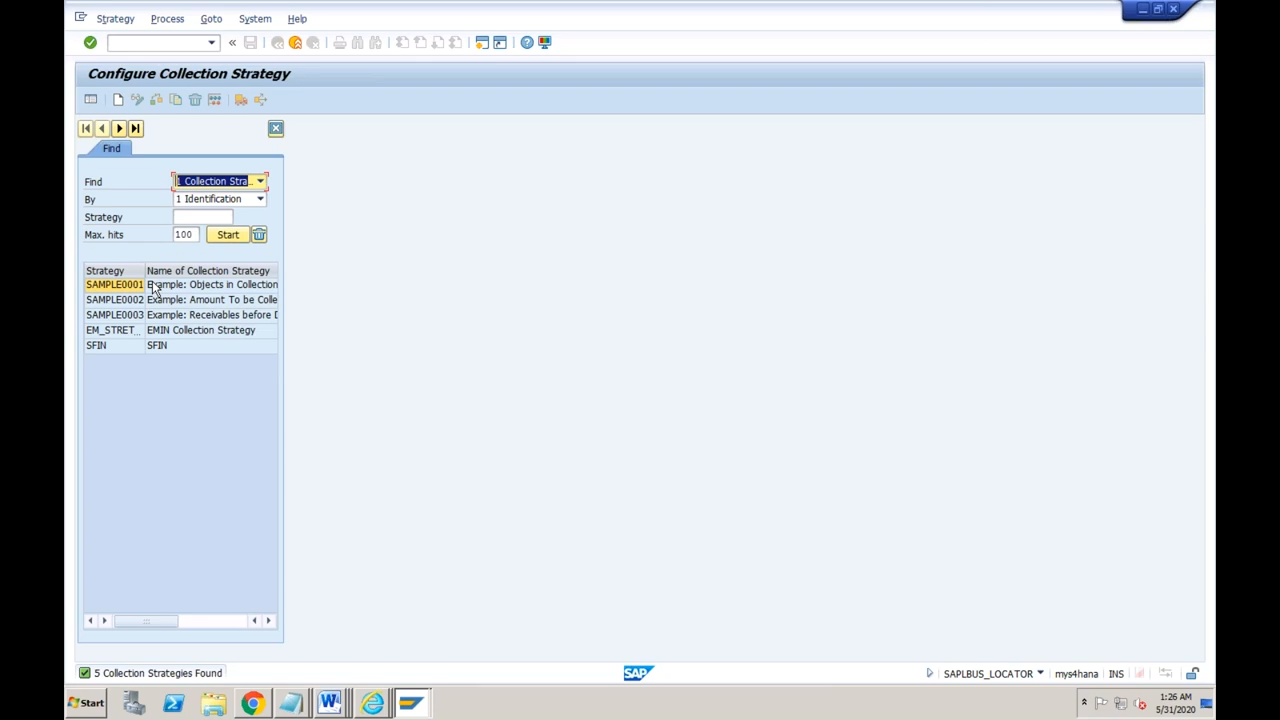 Strategy Process Goto System Help
Configure Collection Strategy
Find
Find 1 Collection Stra...
By 1 Identification
Strategy
Max. hits 100 Start
Strategy Name of Collection Strategy
SAMPLE0001 Example: Objects in Collection
SAMPLE0002 Example: Amount To be Colle
SAMPLE0003 Example: Receivables before D
EM_STRET... EMIN Collection Strategy
SFIN SFIN
5 Collection Strategies Found
SAP
SAPLBUS_LOCATOR mys4hana INS
Start
1:26 AM
5/31/2020